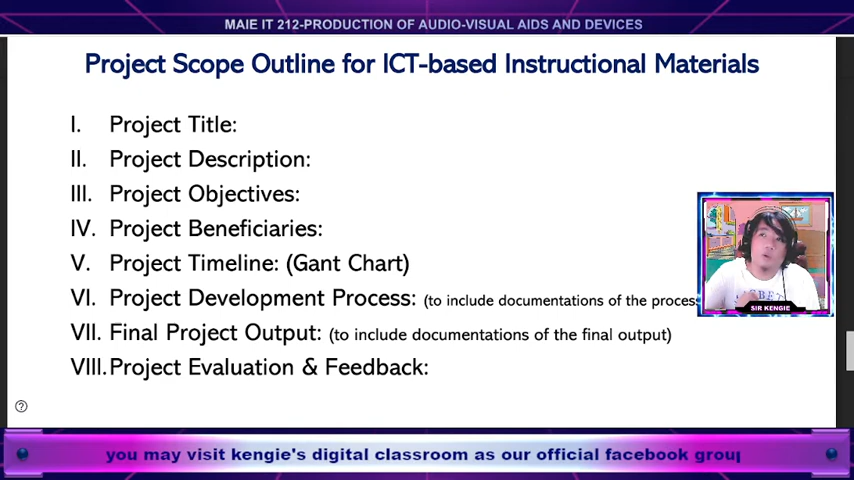 MAIE IT 212-PRODUCTION OF AUDIO-VISUAL AIDS AND DEVICES
Project Scope Outline for ICT-based Instructional Materials
I. Project Title:
II. Project Description:
III. Project Objectives:
IV. Project Beneficiaries:
V. Project Timeline: (Gant Chart)
VI. Project Development Process: (to include documentations of the process
VII. Final Project Output: (to include documentations of the final output)
VIII. Project Evaluation & Feedback:
SIR KENGIE
you may visit kengie's digital classroom as our official facebook group